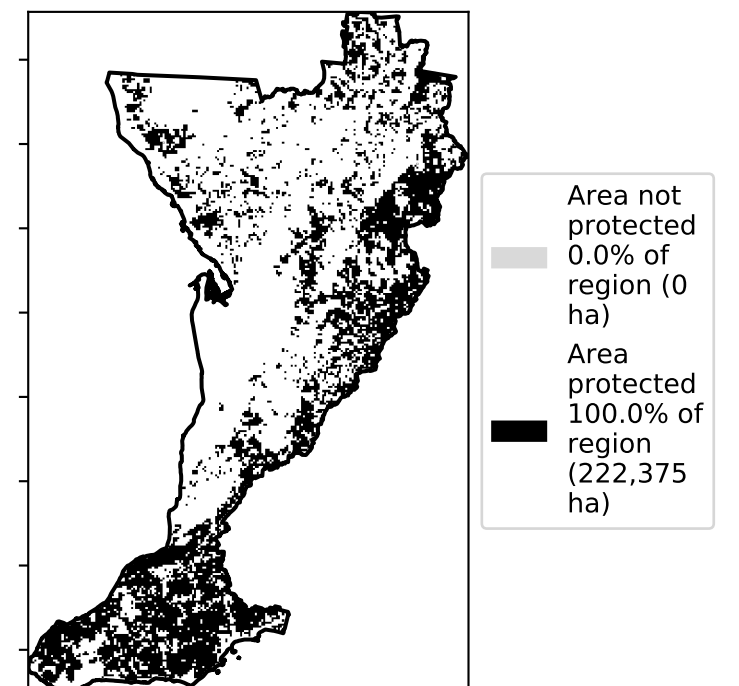 Area not
protected
0.0% of
region (0
ha)
Area
protected
100.0% of
region
(222,375
ha)